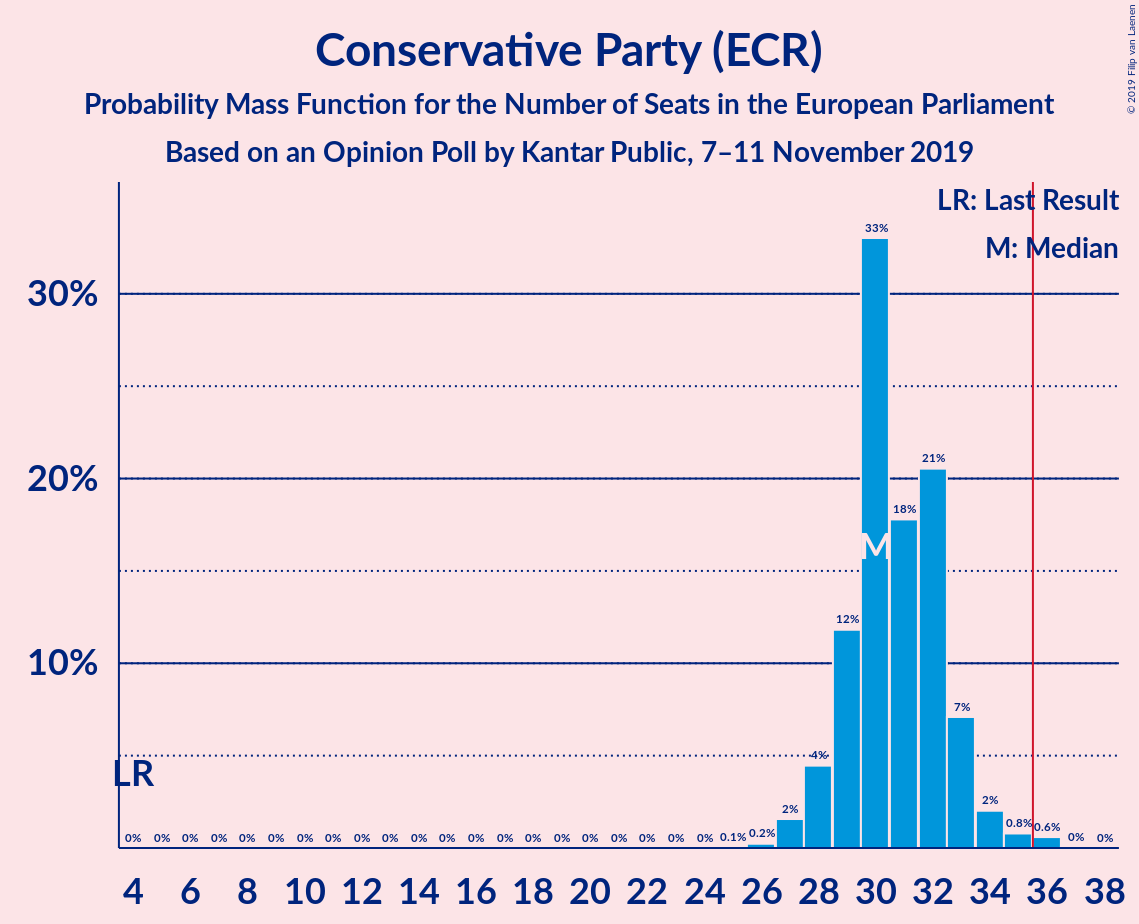 Conservative Party (ECR)
Probability Mass Function for the Number of Seats in the European Parliament
Based on an Opinion Poll by Kantar Public, 7–11 November 2019
© 2019 Filip van Laenen
LR: Last Result
M: Median
30%
20%
10%
33%
21%
18%
M
12%
7%
4%
LR
2%
2%
0% 0% 0% 0% 0% 0% 0% 0% 0% 0% 0% 0% 0% 0% 0% 0% 0% 0% 0% 0% 0% 0.1% 0.2% 0.8% 0.6% 0% 0%
4 6 8 10 12 14 16 18 20 22 24 26 28 30 32 34 36 38